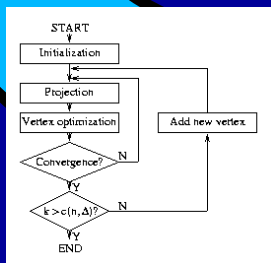 START
Initialization
Projection
Vertex optimization
Add new vertex
Convergence?
N
Y
k > c(n,Δ)?
N
Y
END